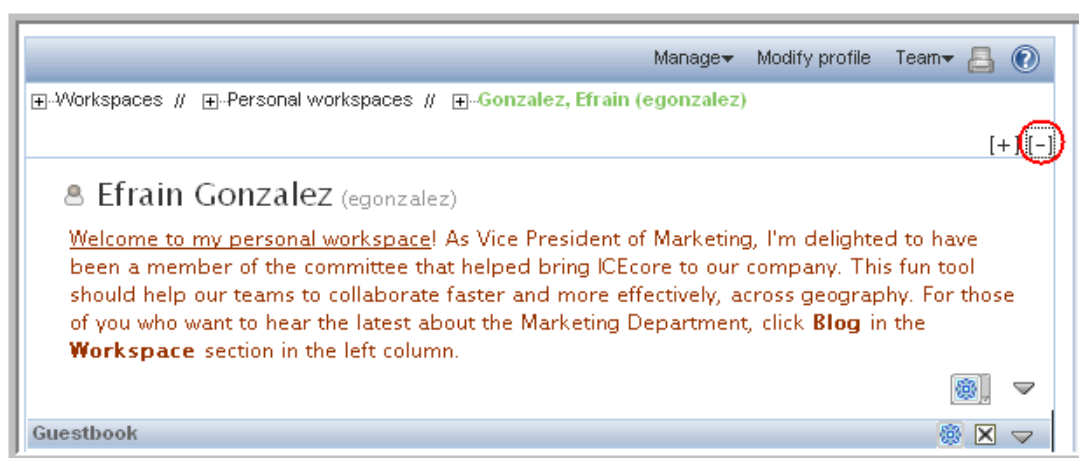 Manage Modify profile Team
Workspaces // Personal workspaces // Gonzalez, Efrain (egonzalez)
[+] [-]
Efrain Gonzalez (egonzalez)
Welcome to my personal workspace! As Vice President of Marketing, I'm delighted to have
been a member of the committee that helped bring ICEcore to our company. This fun tool
should help our teams to collaborate faster and more effectively, across geography. For those
of you who want to hear the latest about the Marketing Department, click Blog in the
Workspace section in the left column.
Guestbook